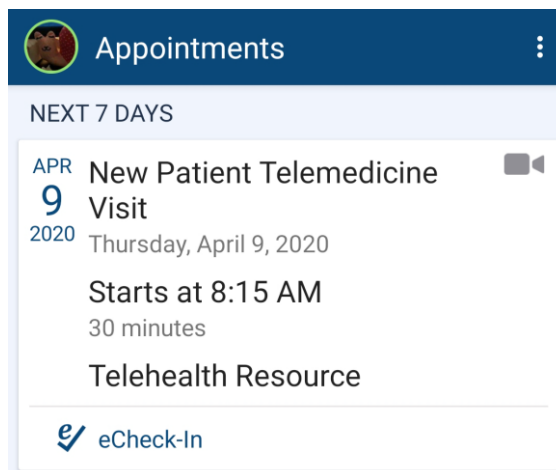 Appointments
NEXT 7 DAYS
APR
9
2020
New Patient Telemedicine
Visit
Thursday, April 9, 2020
Starts at 8:15 AM
30 minutes
Telehealth Resource
eCheck-In